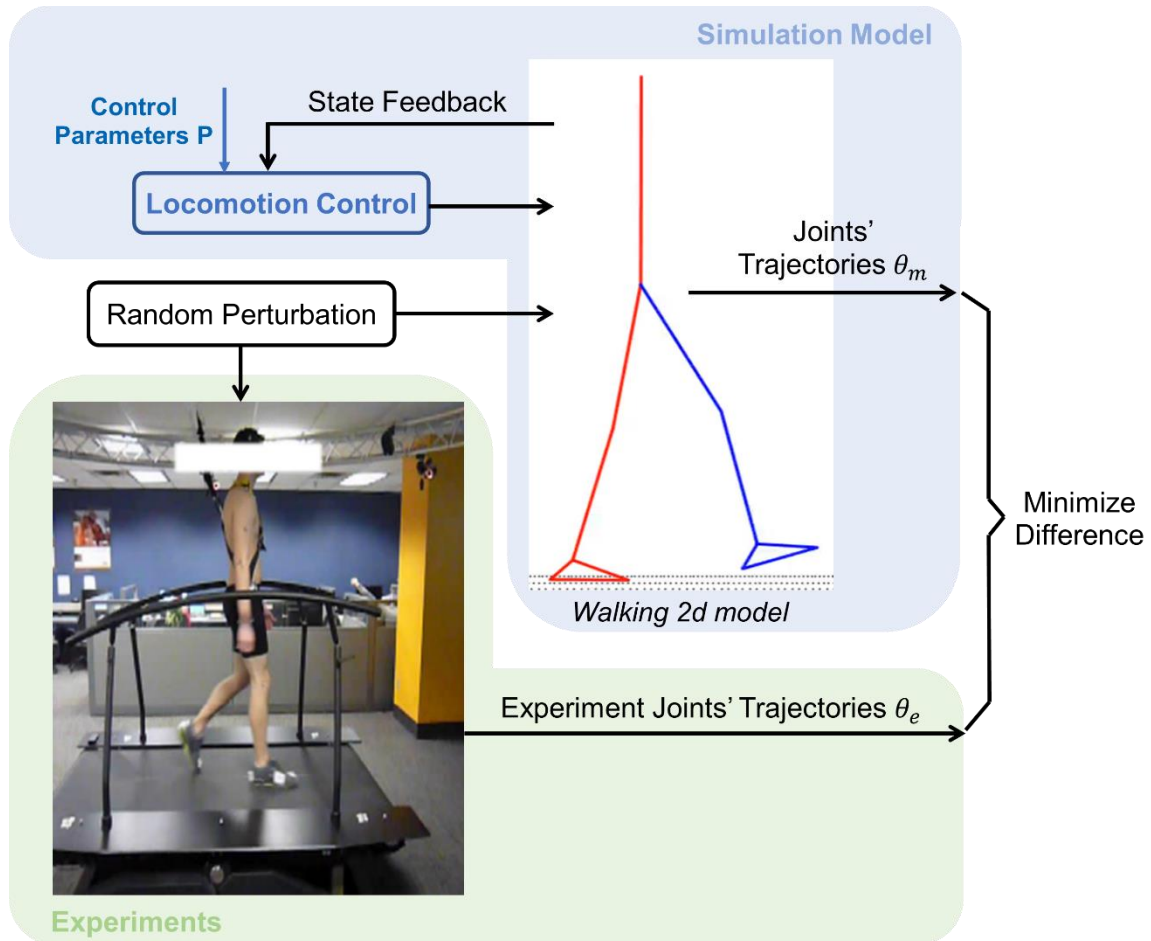 Simulation Model
State Feedback
Control
Parameters P
Locomotion Control
Joints’
Trajectories θₘ
Random Perturbation
Minimize
Difference
Walking 2d model
Experiment Joints’ Trajectories θₑ
Experiments